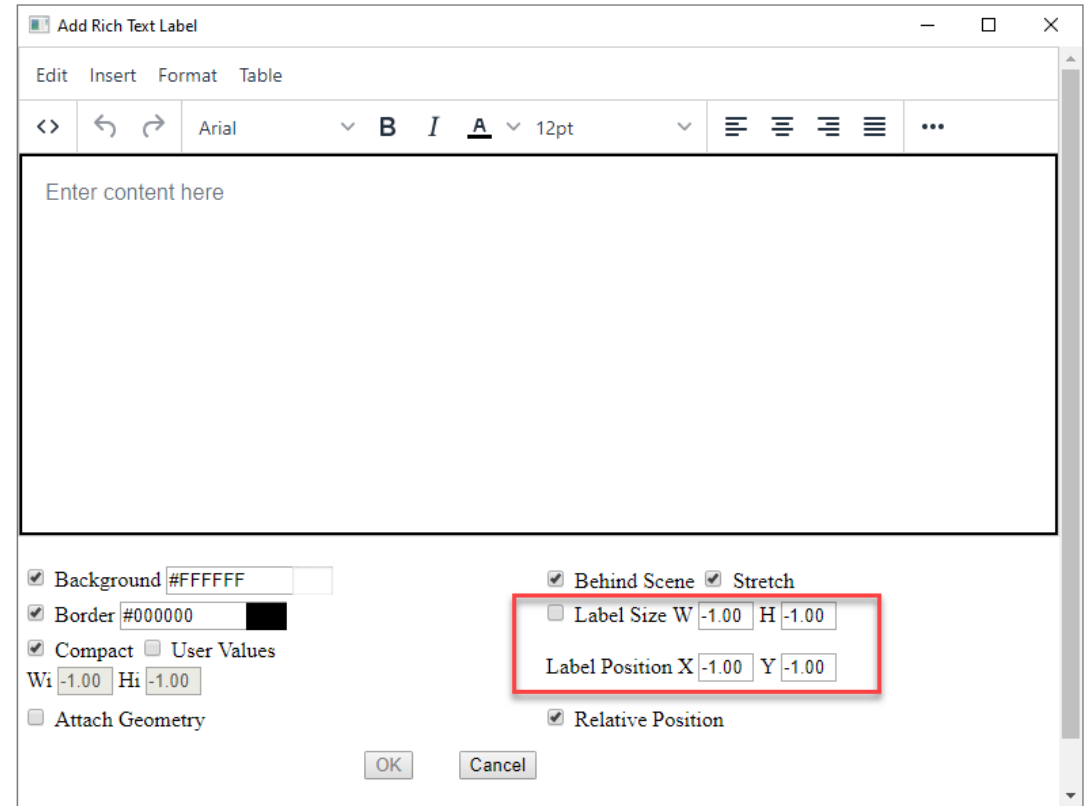 Add Rich Text Label
Edit Insert Format Table
Arial B I A 12pt
Enter content here
Background #FFFFFF
Border #000000
Compact User Values
Wi -1.00 Hi -1.00
Attach Geometry
Behind Scene Stretch
Label Size W -1.00 H -1.00
Label Position X -1.00 Y -1.00
Relative Position
OK Cancel